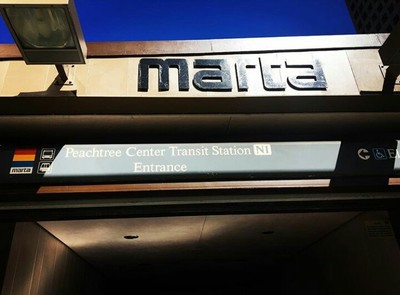 marta
Peachtree Center Transit Station N1
Entrance
marta